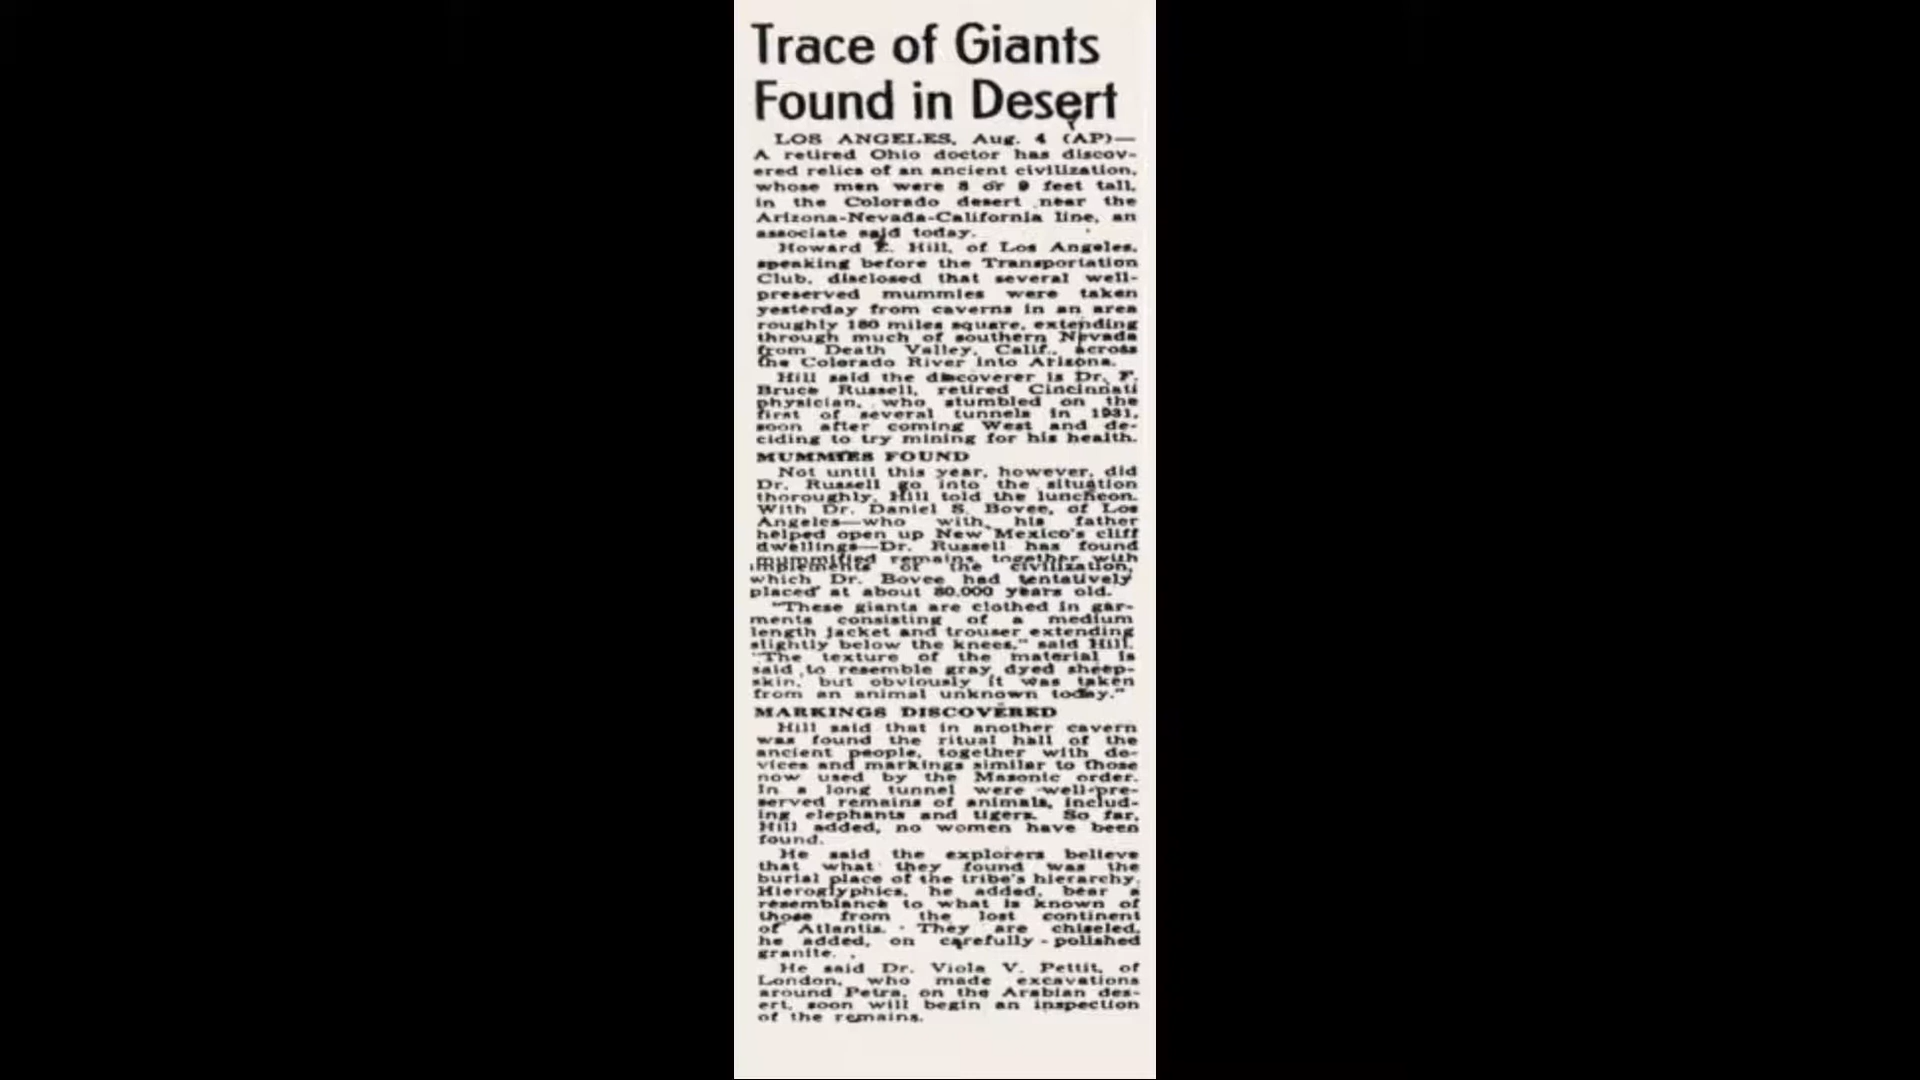 Trace of Giants
Found in Desert
LOS ANGELES, Aug. 4 (AP)—
A retired Ohio doctor has discov-
ered relics of an ancient civilization,
whose men were 8 or 9 feet tall,
in the Colorado desert near the
Arizona-Nevada-California line, an
associate said today.
Howard E. Hill, of Los Angeles,
speaking before the Transportation
Club, disclosed that several well-
preserved mummies were taken
yesterday from caverns in an area
roughly 180 miles square, extending
through much of southern Nevada
from Death Valley, Calif., across
the Colorado River into Arizona.
Hill said the discoverer is Dr. F.
Bruce Russell, retired Cincinnati
physician, who stumbled on the
first of several tunnels in 1931,
soon after coming West and de-
ciding to try mining for his health.
MUMMIES FOUND
Not until this year, however, did
Dr. Russell go into the situation
thoroughly, Hill told the luncheon.
With Dr. Daniel S. Bovee, of Los
Angeles—who with his father
helped open up New Mexico's cliff
dwellings—Dr. Russell has found
mummified remains together with
implements of the civilization,
which Dr. Bovee had tentatively
placed at about 80,000 years old.
"These giants are clothed in gar-
ments consisting of a medium
length jacket and trouser extending
slightly below the knees," said Hill.
"The texture of the material is
said to resemble gray dyed sheep-
skin, but obviously it was taken
from an animal unknown today."
MARKINGS DISCOVERED
Hill said that in another cavern
was found the ritual hall of the
ancient people, together with de-
vices and markings similar to those
now used by the Masonic order.
In a long tunnel were well-pre-
served remains of animals, includ-
ing elephants and tigers. So far,
Hill added, no women have been
found.
He said the explorers believe
that what they found was the
burial place of the tribe's hierarchy.
Hieroglyphics, he added, bear a
resemblance to what is known of
those from the lost continent
of Atlantis. They are chiseled,
he added, on carefully-polished
granite.
He said Dr. Viola V. Pettit, of
London, who made excavations
around Petra, on the Arabian des-
ert, soon will begin an inspection
of the remains.